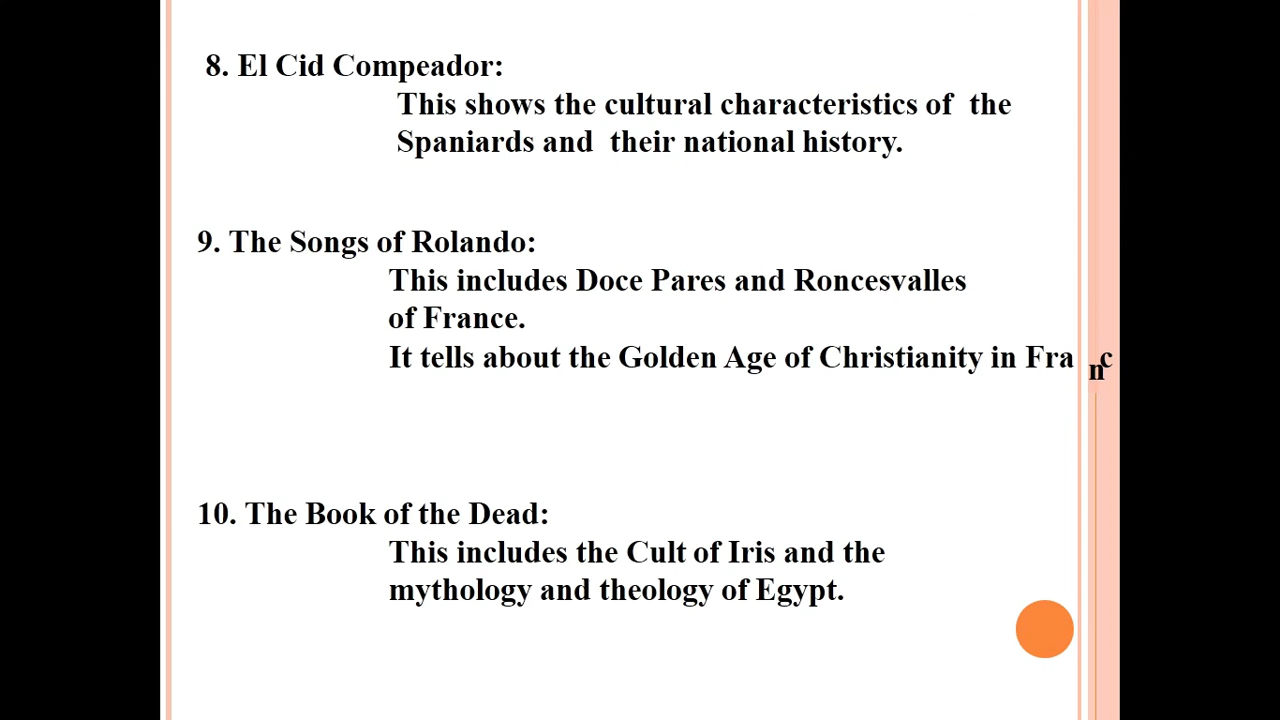 8. El Cid Compeador:
This shows the cultural characteristics of the
Spaniards and their national history.
9. The Songs of Rolando:
This includes Doce Pares and Roncesvalles
of France.
It tells about the Golden Age of Christianity in Franc
10. The Book of the Dead:
This includes the Cult of Iris and the
mythology and theology of Egypt.